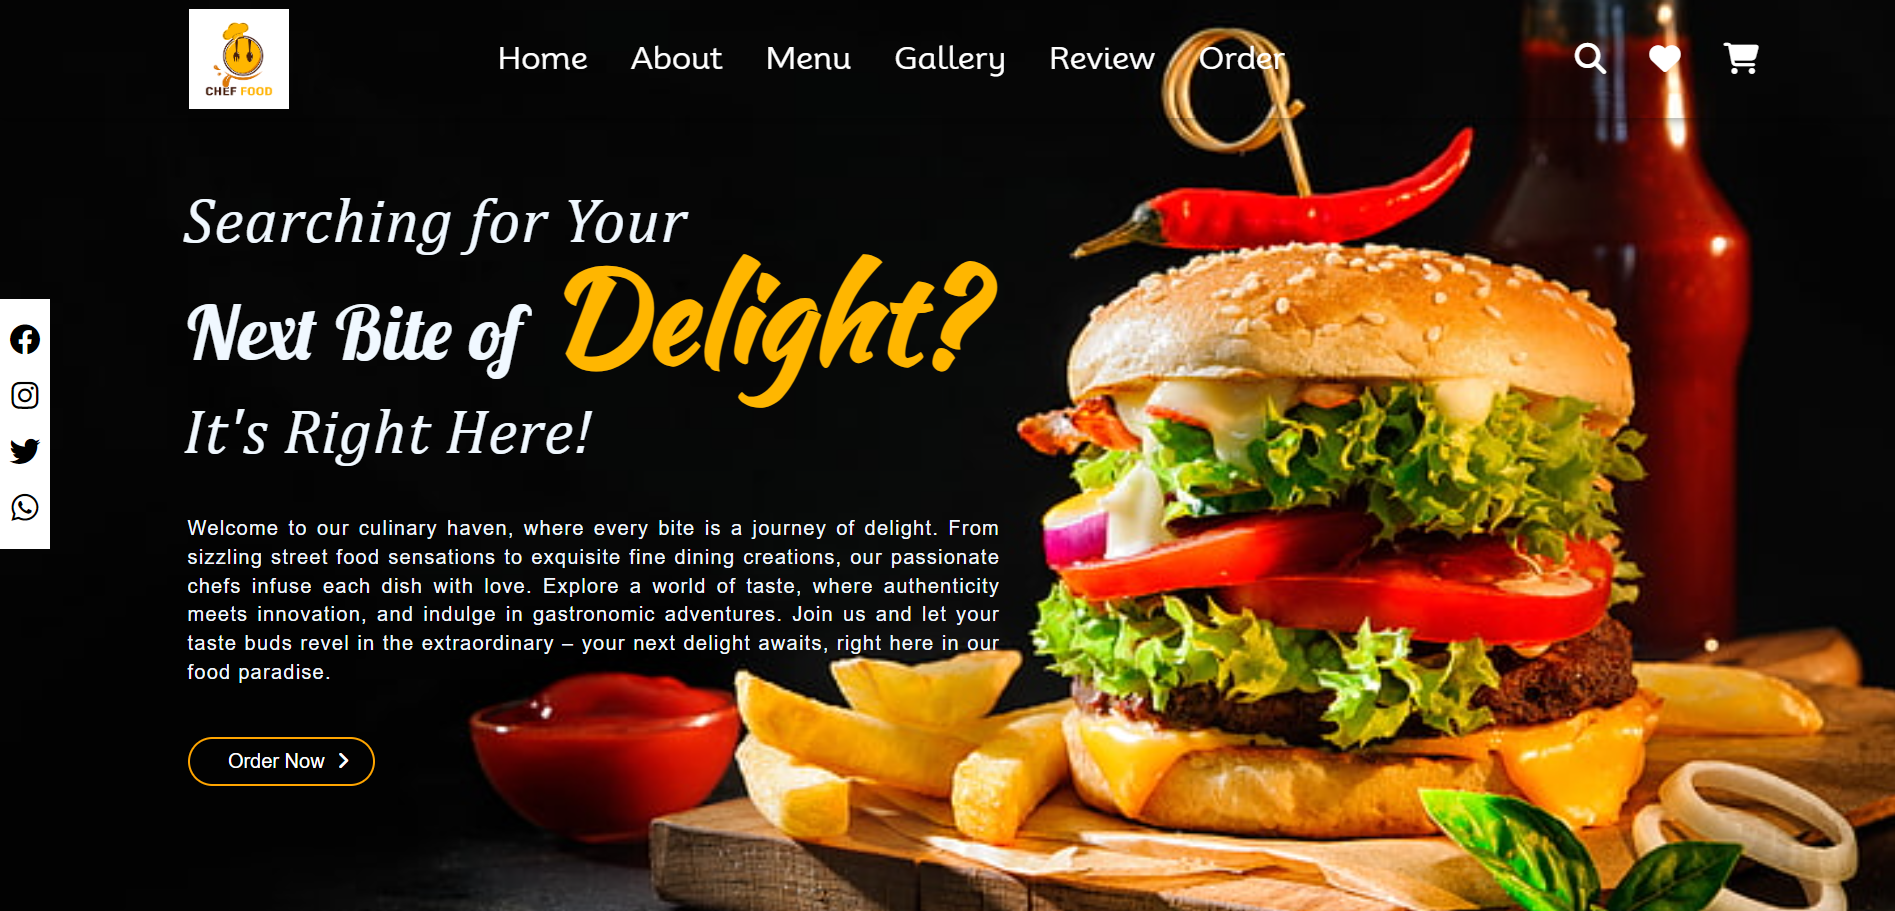 CHEF FOOD
Home About Menu Gallery Review Order
Searching for Your
Next Bite of Delight?
It's Right Here!
Welcome to our culinary haven, where every bite is a journey of delight. From
sizzling street food sensations to exquisite fine dining creations, our passionate
chefs infuse each dish with love. Explore a world of taste, where authenticity
meets innovation, and indulge in gastronomic adventures. Join us and let your
taste buds revel in the extraordinary – your next delight awaits, right here in our
food paradise.
Order Now